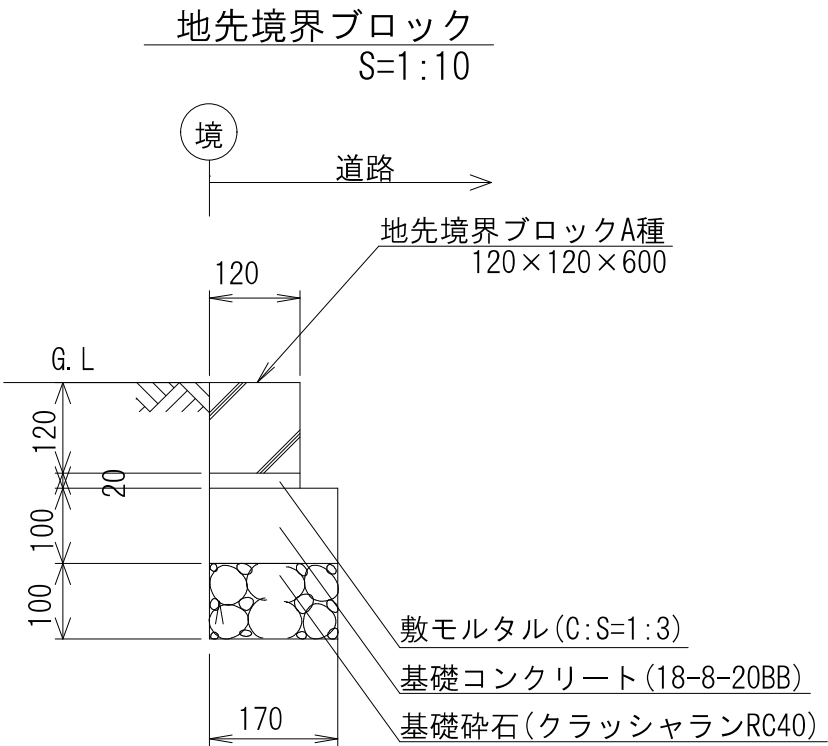 地先境界ブロック
S=1:10
境
道路
地先境界ブロックA種
120×120×600
120
G.L
120
20
100
100
敷モルタル(C:S=1:3)
基礎コンクリート(18-8-20BB)
170
基礎砕石(クラッシャランRC40)